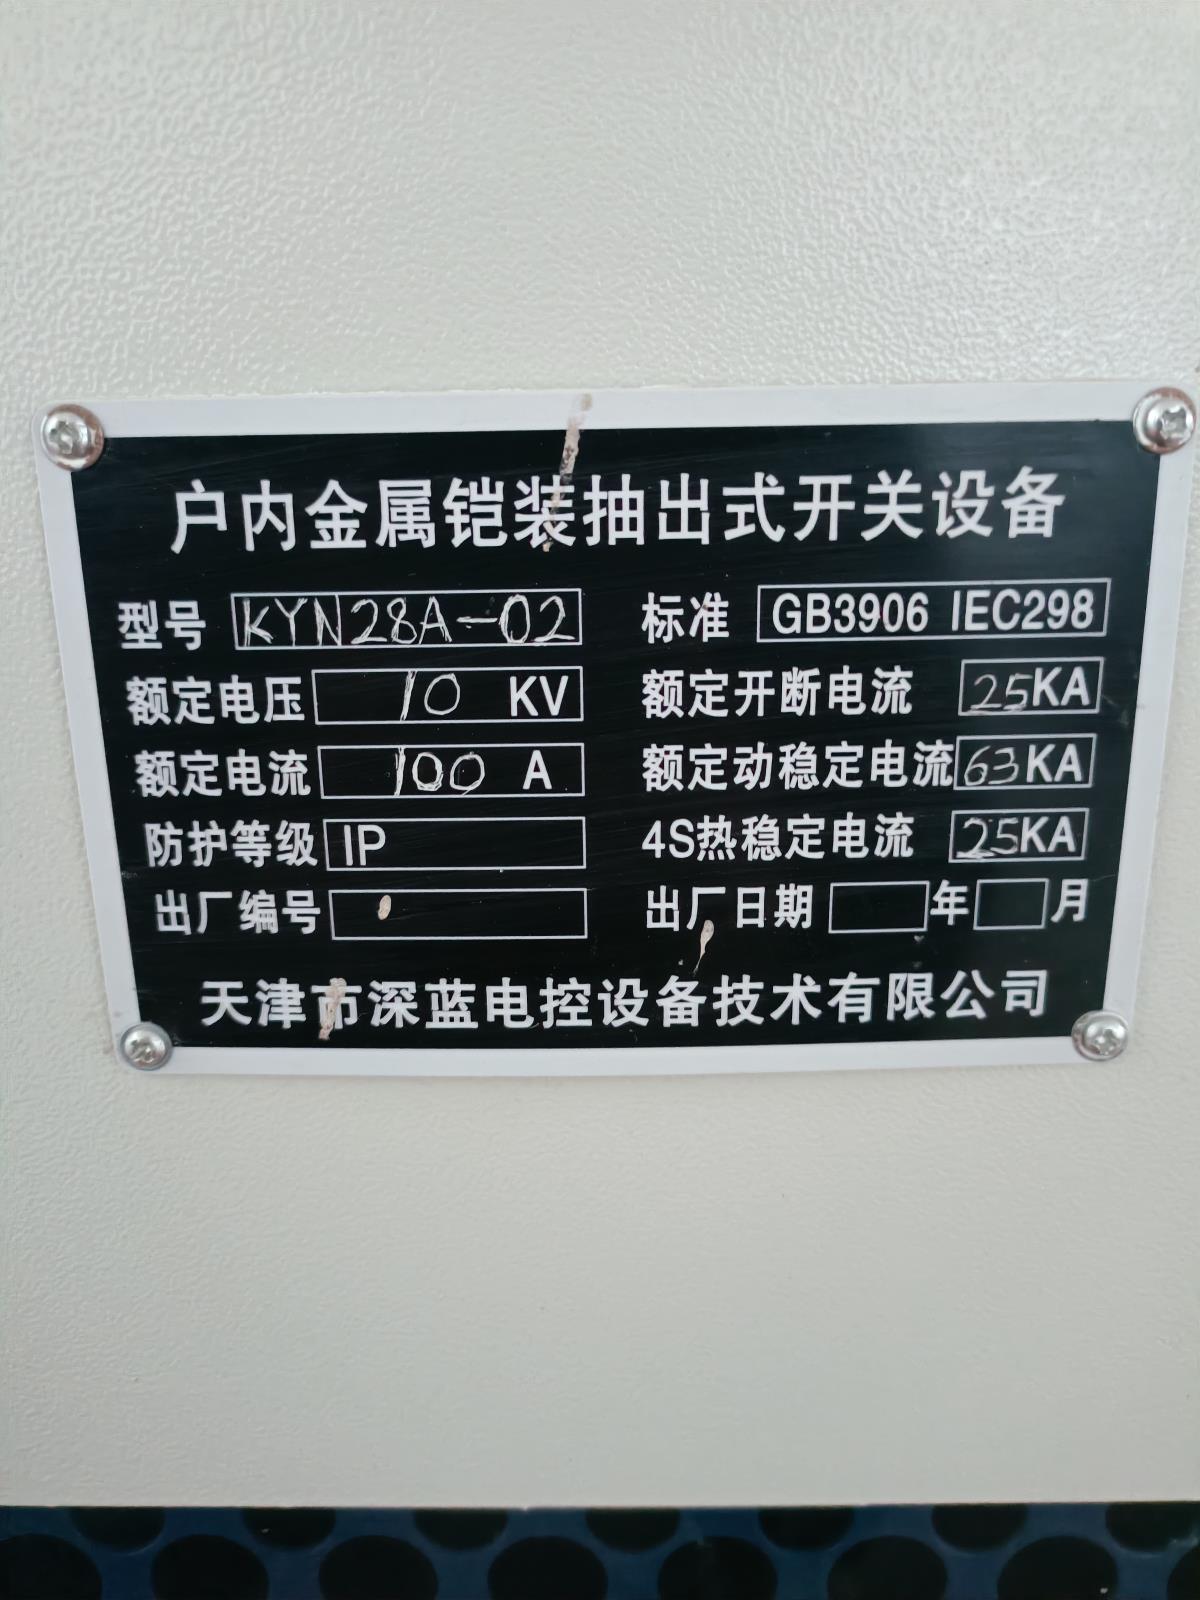 户内金属铠装抽出式开关设备
型号 KYN28A-02 标准 GB3906 IEC298
额定电压 10 KV 额定开断电流 25KA
额定电流 100 A 额定动稳定电流 63KA
防护等级 IP 4S热稳定电流 25KA
出厂编号 出厂日期 年 月
天津市深蓝电控设备技术有限公司